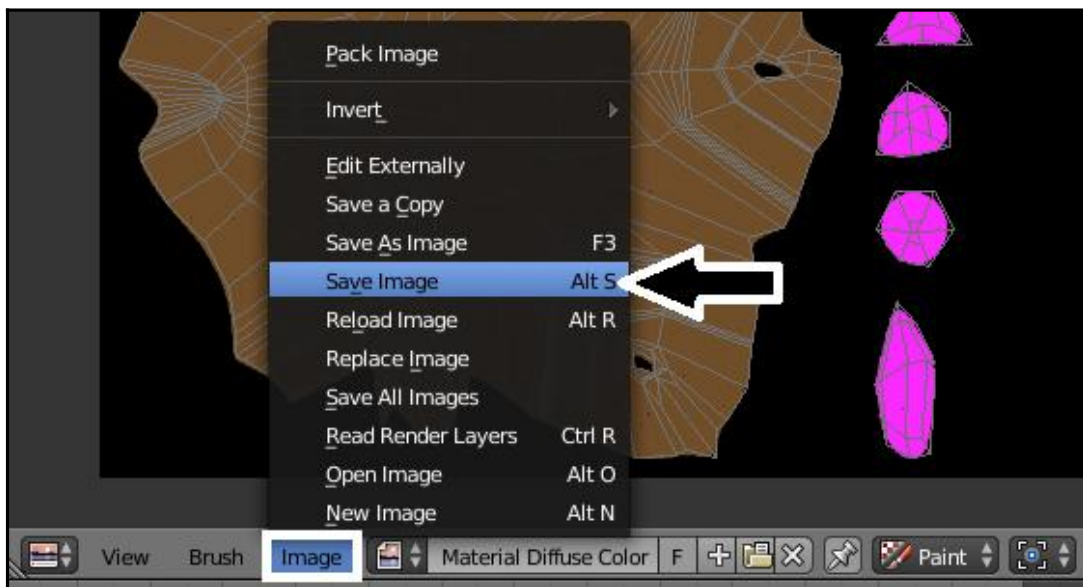 Pack Image
Invert
Edit Externally
Save a Copy
Save As Image F3
Save Image Alt S
Reload Image Alt R
Replace Image
Save All Images
Read Render Layers Ctrl R
Open Image Alt O
New Image Alt N
View Brush Image Material Diffuse Color F Paint